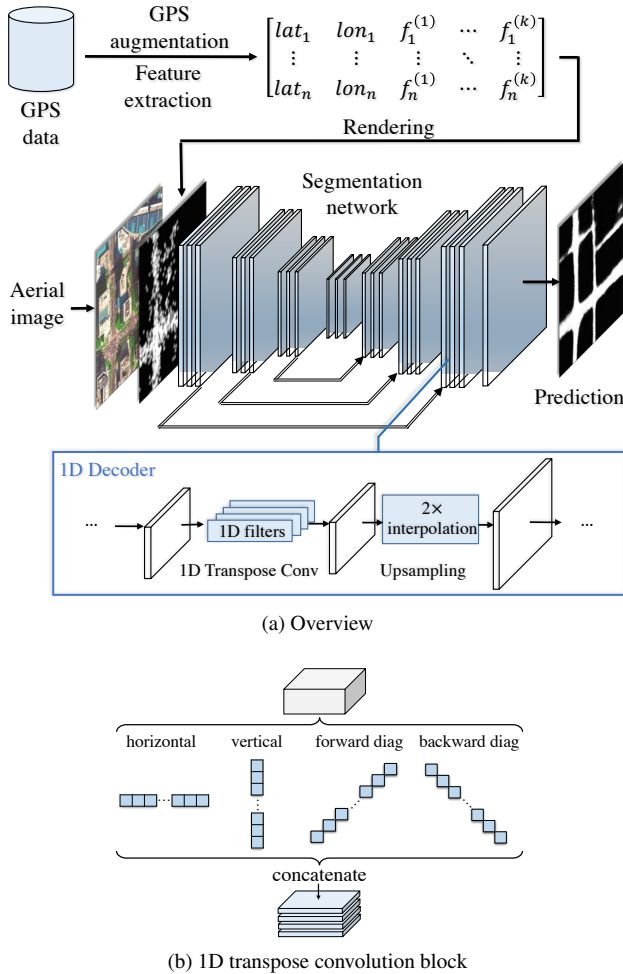 GPS
augmentation
Feature
extraction
GPS
data
lat₁ lon₁ f₁⁽¹⁾ ⋯ f₁⁽ᵏ⁾
⋮ ⋮ ⋮ ⋱ ⋮
latₙ lonₙ fₙ⁽¹⁾ ⋯ fₙ⁽ᵏ⁾
Rendering
Segmentation
network
Aerial
image
Prediction
1D Decoder
...
1D filters
2×
interpolation
...
1D Transpose Conv
Upsampling
(a) Overview
horizontal vertical forward diag backward diag
concatenate
(b) 1D transpose convolution block